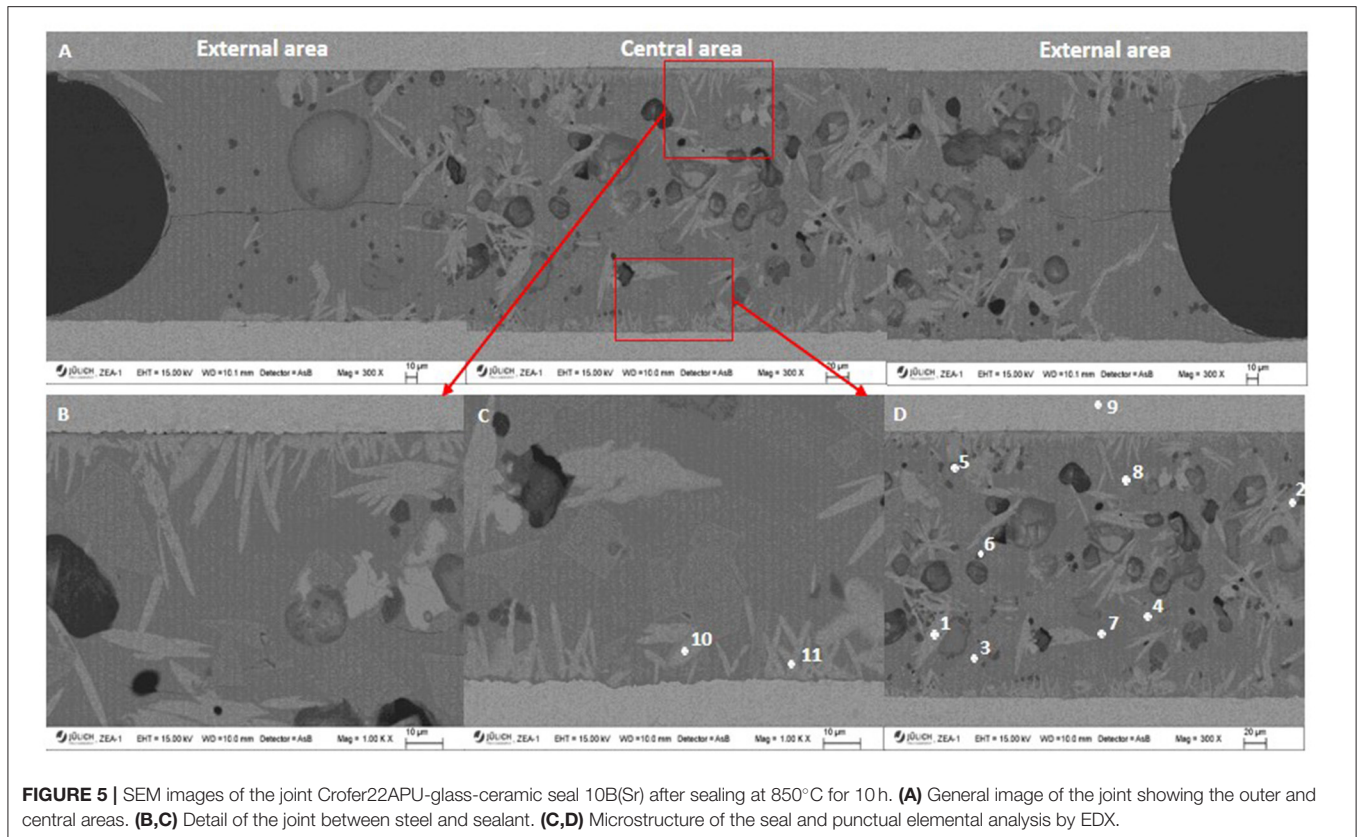 A
External area
Central area
External area
JÜLICH ZEA-1 EHT = 15.00 kV WD = 10.1 mm Detector = AsB Mag = 300 X 10 µm
JÜLICH ZEA-1 EHT = 15.00 kV WD = 10.0 mm Detector = AsB Mag = 300 X 20 µm
JÜLICH ZEA-1 EHT = 15.00 kV WD = 10.1 mm Detector = AsB Mag = 300 X 10 µm
B
JÜLICH ZEA-1 EHT = 15.00 kV WD = 10.0 mm Detector = AsB Mag = 1.00 K X 10 µm
C
10
11
JÜLICH ZEA-1 EHT = 15.00 kV WD = 10.0 mm Detector = AsB Mag = 1.00 K X 10 µm
D
9
5
8
2
6
4
1
7
3
JÜLICH ZEA-1 EHT = 15.00 kV WD = 10.0 mm Detector = AsB Mag = 300 X 20 µm
FIGURE 5 | SEM images of the joint Crofer22APU-glass-ceramic seal 10B(Sr) after sealing at 850°C for 10 h. (A) General image of the joint showing the outer and
central areas. (B,C) Detail of the joint between steel and sealant. (C,D) Microstructure of the seal and punctual elemental analysis by EDX.